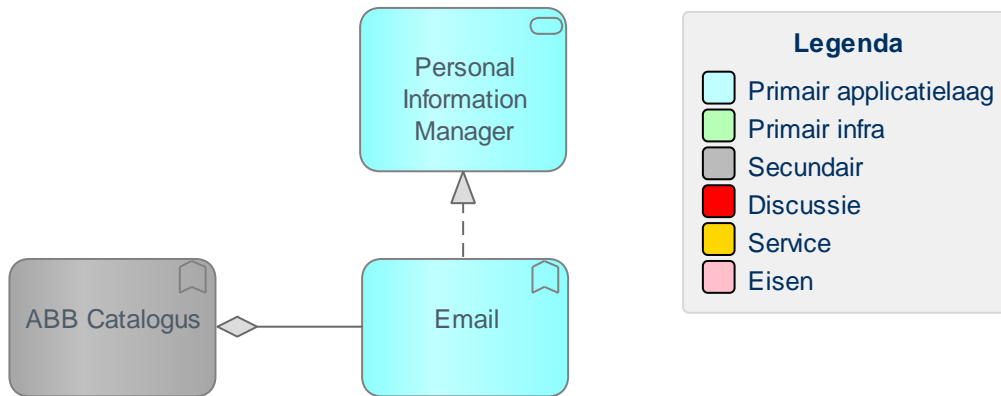 Personal
Information
Manager
ABB Catalogus
Email
Legenda
Primair applicatielaag
Primair infra
Secundair
Discussie
Service
Eisen